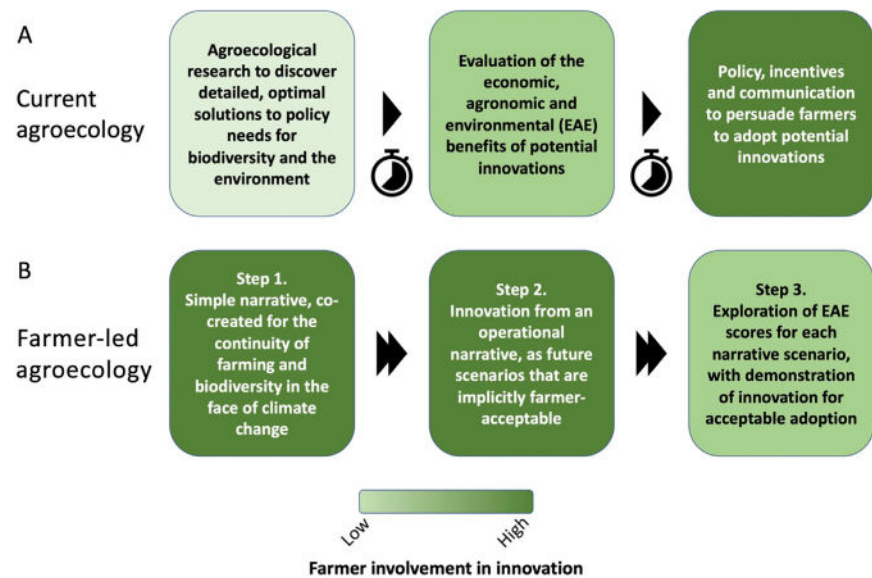 A
Current
agroecology
Agroecological
research to discover
detailed, optimal
solutions to policy
needs for
biodiversity and the
environment
Evaluation of the
economic,
agronomic and
environmental (EAE)
benefits of potential
innovations
Policy, incentives
and communication
to persuade farmers
to adopt potential
innovations
B
Farmer-led
agroecology
Step 1.
Simple narrative, co-
created for the
continuity of
farming and
biodiversity in the
face of climate
change
Step 2.
Innovation from an
operational
narrative, as future
scenarios that are
implicitly farmer-
acceptable
Step 3.
Exploration of EAE
scores for each
narrative scenario,
with demonstration
of innovation for
acceptable adoption
Low
High
Farmer involvement in innovation